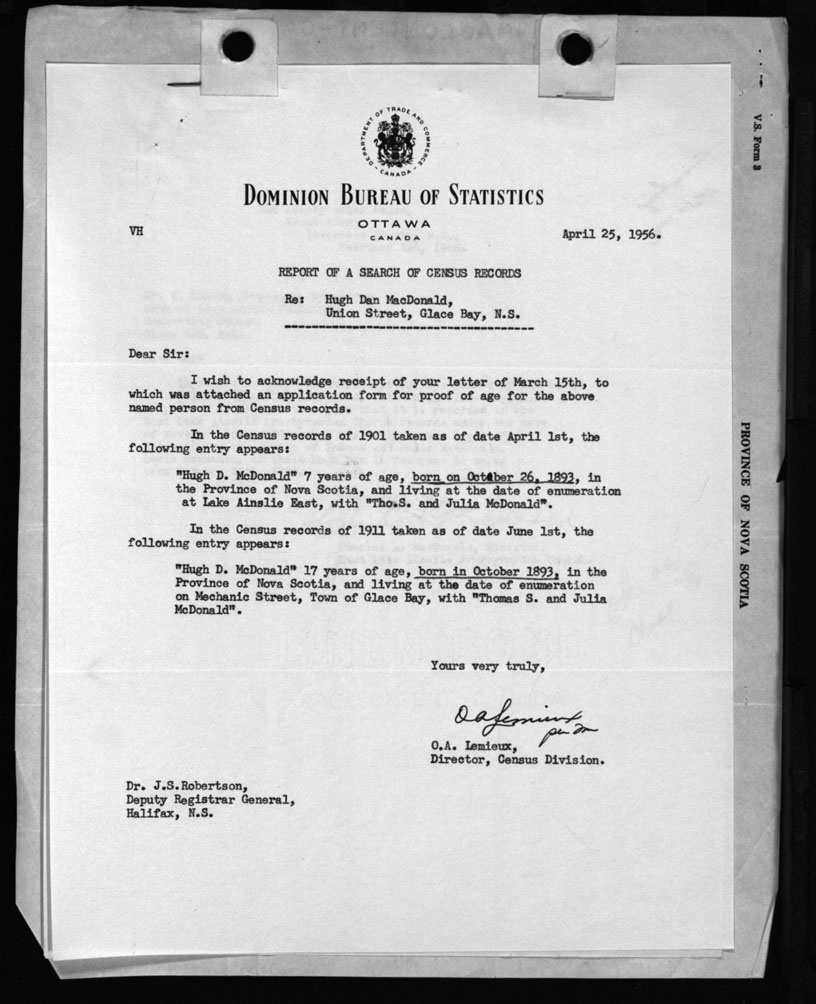 DEPARTMENT OF TRADE AND COMMERCE
- CANADA -
DOMINION BUREAU OF STATISTICS
OTTAWA
CANADA
VH
April 25, 1956.
REPORT OF A SEARCH OF CENSUS RECORDS
Re: Hugh Dan MacDonald,
Union Street, Glace Bay, N.S.
Dear Sir:
I wish to acknowledge receipt of your letter of March 15th, to
which was attached an application form for proof of age for the above
named person from Census records.
In the Census records of 1901 taken as of date April 1st, the
following entry appears:
"Hugh D. McDonald" 7 years of age, born on October 26, 1893, in
the Province of Nova Scotia, and living at the date of enumeration
at Lake Ainslie East, with "Tho.S. and Julia McDonald".
In the Census records of 1911 taken as of date June 1st, the
following entry appears:
"Hugh D. McDonald" 17 years of age, born in October 1893, in the
Province of Nova Scotia, and living at the date of enumeration
on Mechanic Street, Town of Glace Bay, with "Thomas S. and Julia
McDonald".
Yours very truly,
OALemieux
per
O.A. Lemieux,
Director, Census Division.
Dr. J.S.Robertson,
Deputy Registrar General,
Halifax, N.S.
V.S. Form 3
PROVINCE OF NOVA SCOTIA